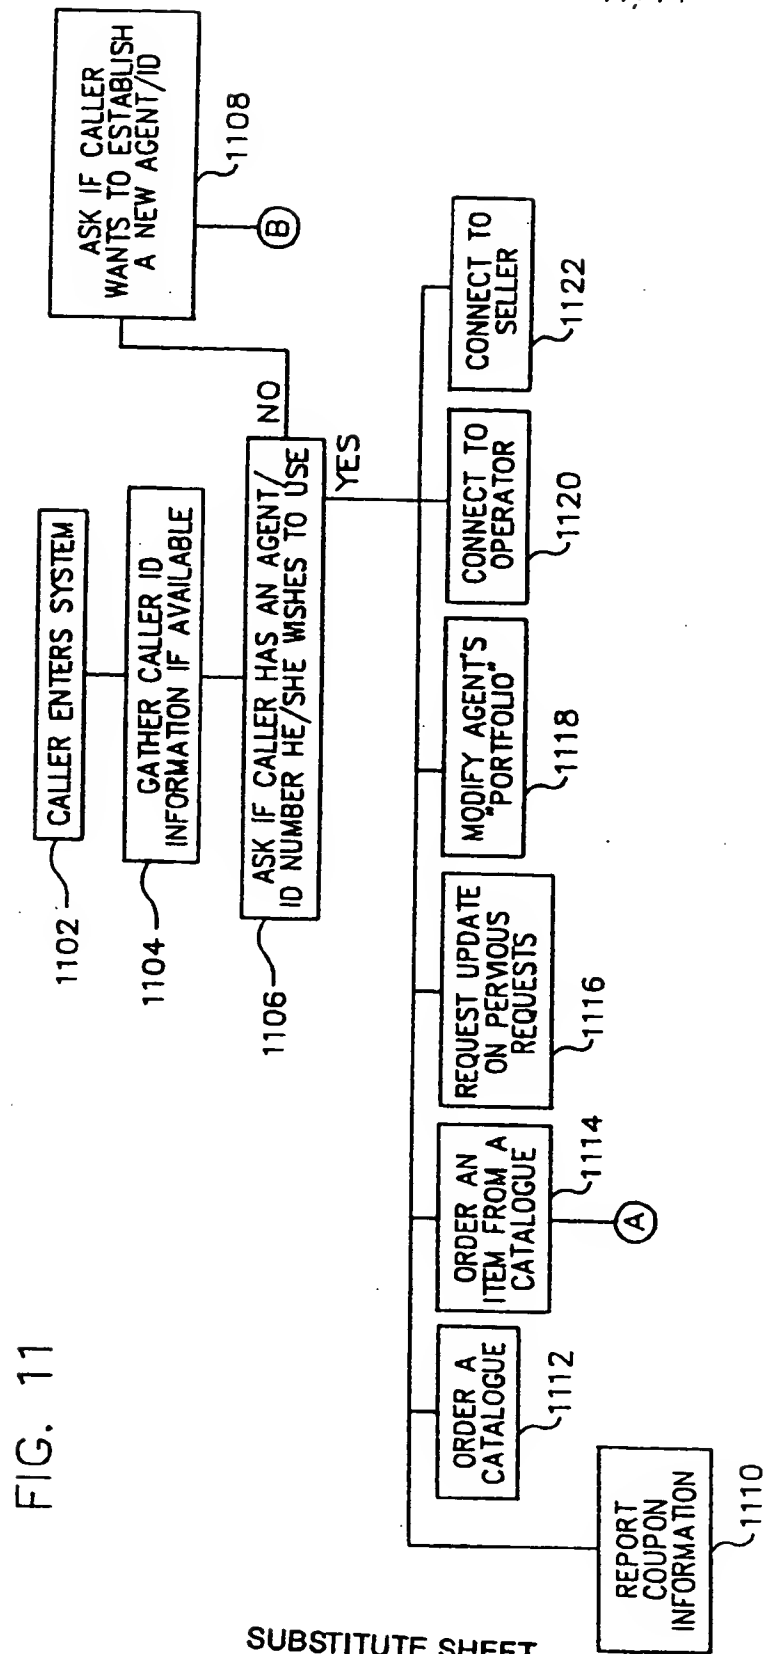 FIG. 11
CALLER ENTERS SYSTEM
1102
GATHER CALLER ID
INFORMATION IF AVAILABLE
1104
ASK IF CALLER HAS AN AGENT/
ID NUMBER HE/SHE WISHES TO USE
1106
NO
YES
ASK IF CALLER
WANTS TO ESTABLISH
A NEW AGENT/ID
1108
B
REPORT
COUPON
INFORMATION
1110
ORDER A
CATALOGUE
1112
ORDER AN
ITEM FROM A
CATALOGUE
1114
A
REQUEST UPDATE
ON PERVIOUS
REQUESTS
1116
MODIFY AGENT'S
"PORTFOLIO"
1118
CONNECT TO
OPERATOR
1120
CONNECT TO
SELLER
1122
SUBSTITUTE SHEET